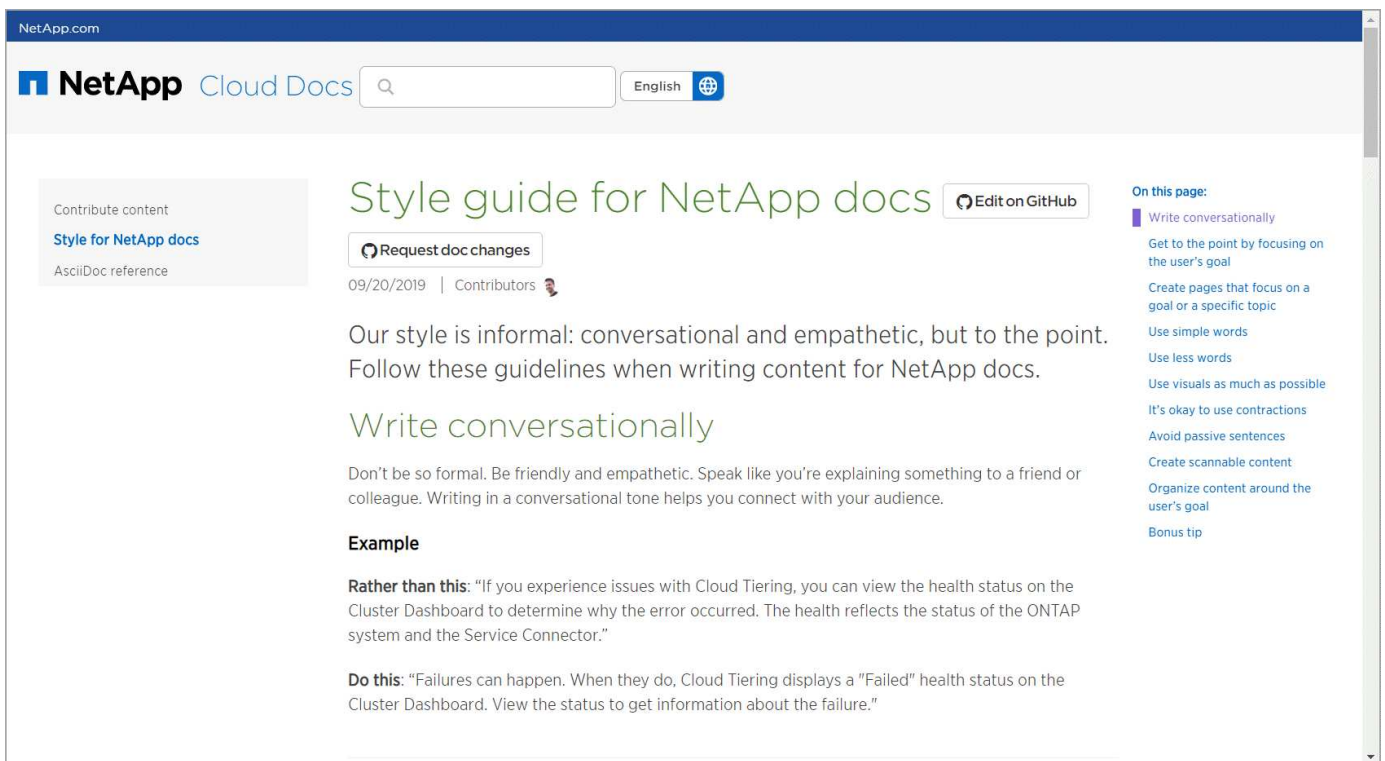 NetApp.com
NetApp Cloud Docs
English
Contribute content
Style for NetApp docs
AsciiDoc reference
Style guide for NetApp docs
Edit on GitHub
Request doc changes
09/20/2019 | Contributors
Our style is informal: conversational and empathetic, but to the point.
Follow these guidelines when writing content for NetApp docs.
Write conversationally
Don’t be so formal. Be friendly and empathetic. Speak like you’re explaining something to a friend or
colleague. Writing in a conversational tone helps you connect with your audience.
Example
Rather than this: “If you experience issues with Cloud Tiering, you can view the health status on the
Cluster Dashboard to determine why the error occurred. The health reflects the status of the ONTAP
system and the Service Connector.”
Do this: “Failures can happen. When they do, Cloud Tiering displays a "Failed" health status on the
Cluster Dashboard. View the status to get information about the failure."
On this page:
Write conversationally
Get to the point by focusing on
the user’s goal
Create pages that focus on a
goal or a specific topic
Use simple words
Use less words
Use visuals as much as possible
It’s okay to use contractions
Avoid passive sentences
Create scannable content
Organize content around the
user’s goal
Bonus tip